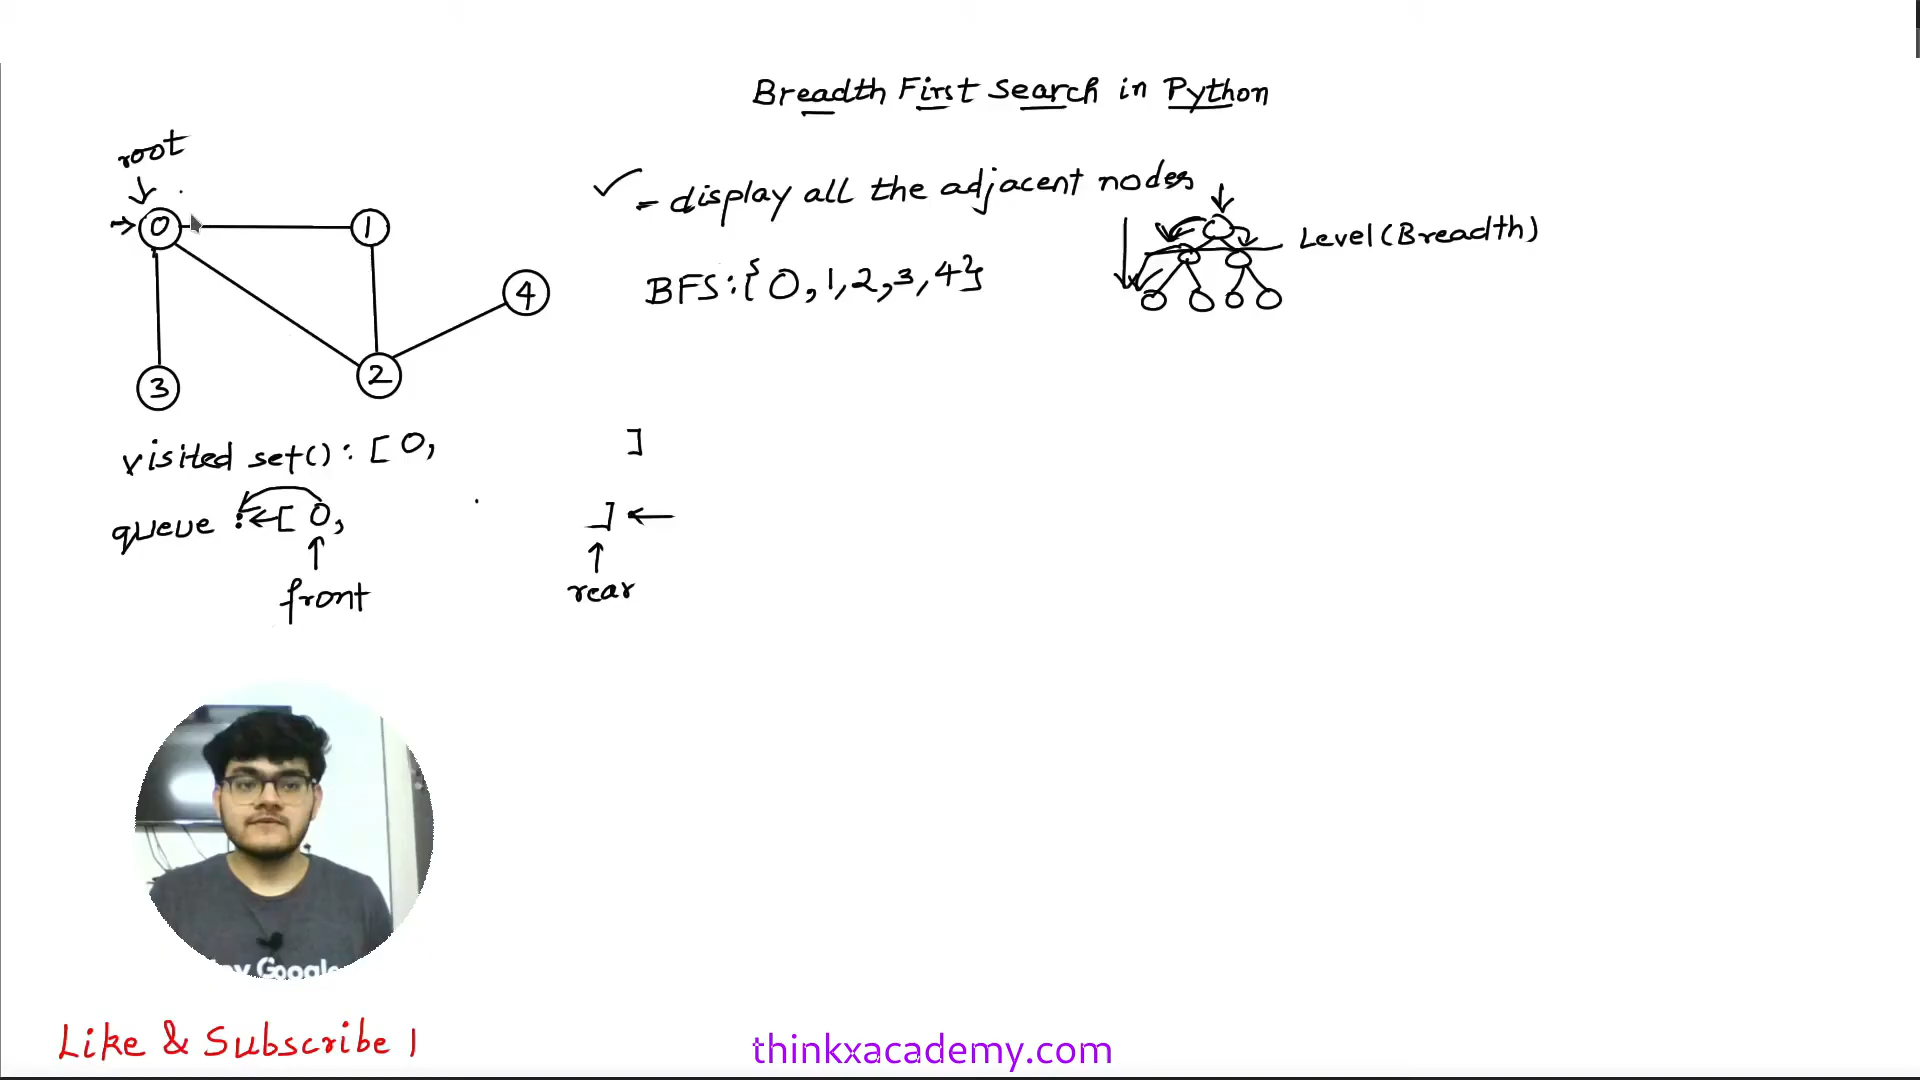 Breadth First Search in Python
root
- display all the adjacent nodes
0
1
4
3
2
BFS:{0,1,2,3,4}
Level(Breadth)
visited set(): [0, ]
queue : [0, ]
front
rear
Google
Like & Subscribe !
thinkxacademy.com